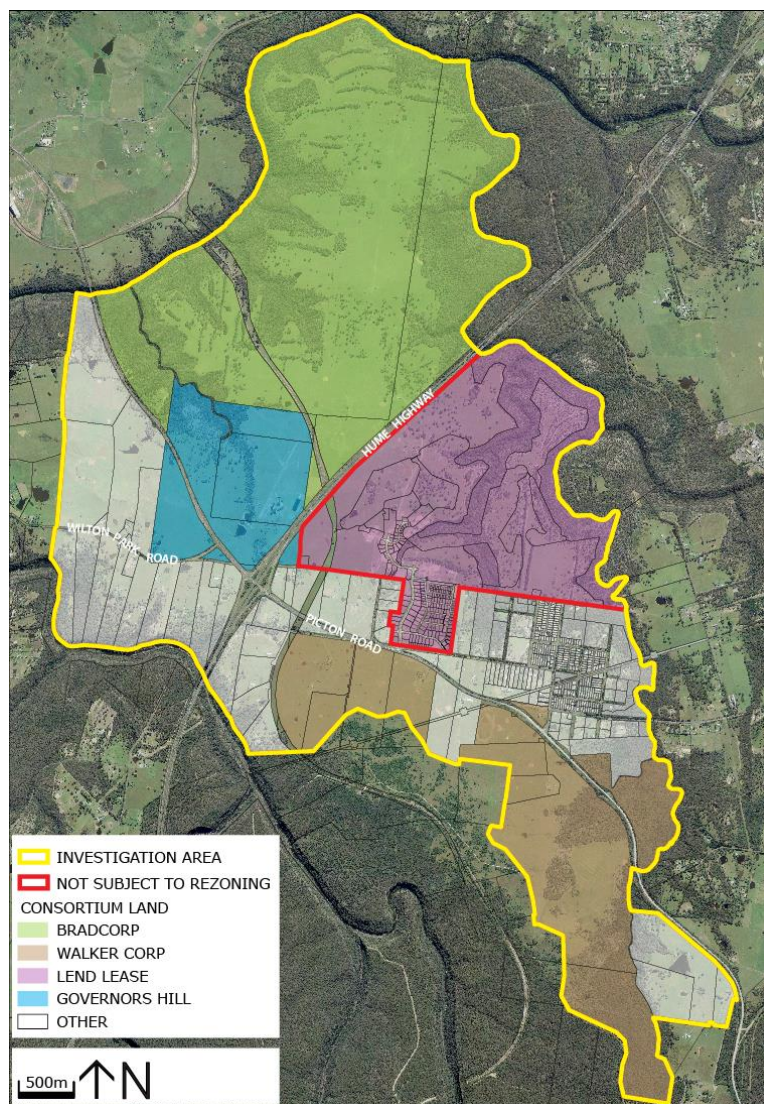 HUME HIGHWAY
WILTON PARK ROAD
PICTON ROAD
INVESTIGATION AREA
NOT SUBJECT TO REZONING
CONSORTIUM LAND
BRADCORP
WALKER CORP
LEND LEASE
GOVERNORS HILL
OTHER
500m N